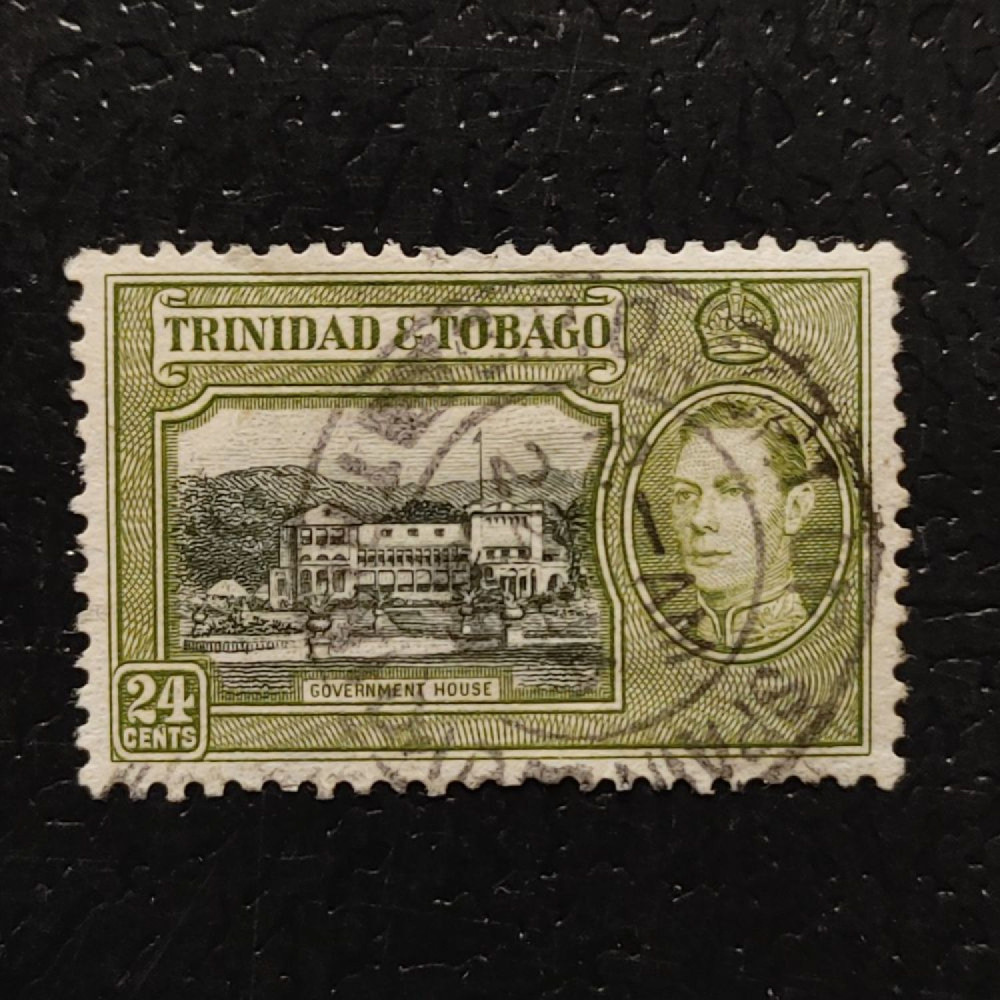 TRINIDAD & TOBAGO
GOVERNMENT HOUSE
24
CENTS